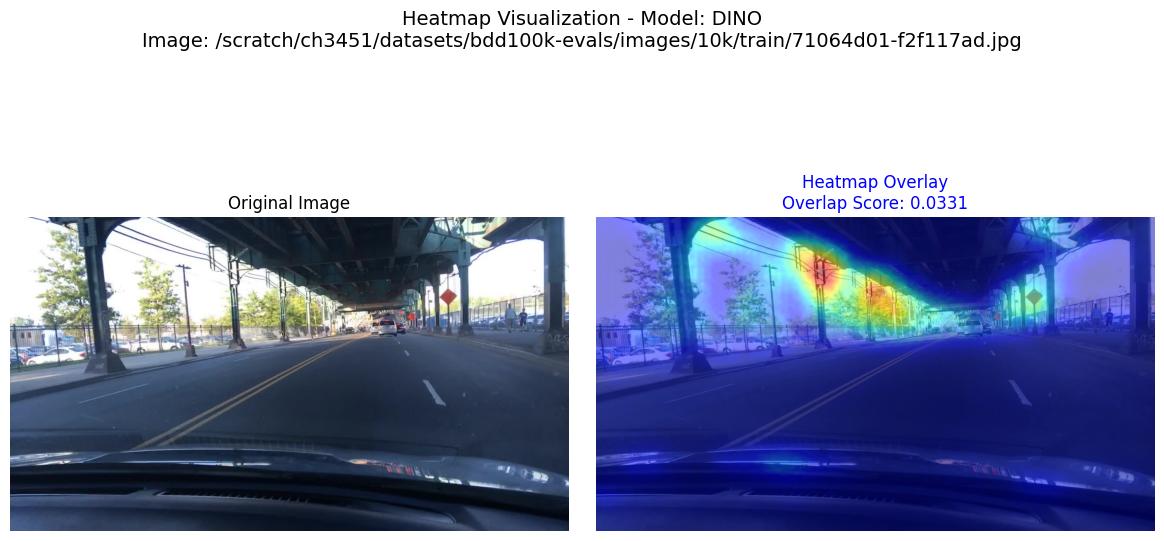 Heatmap Visualization - Model: DINO
Image: /scratch/ch3451/datasets/bdd100k-evals/images/10k/train/71064d01-f2f117ad.jpg
Original Image
Heatmap Overlay
Overlap Score: 0.0331